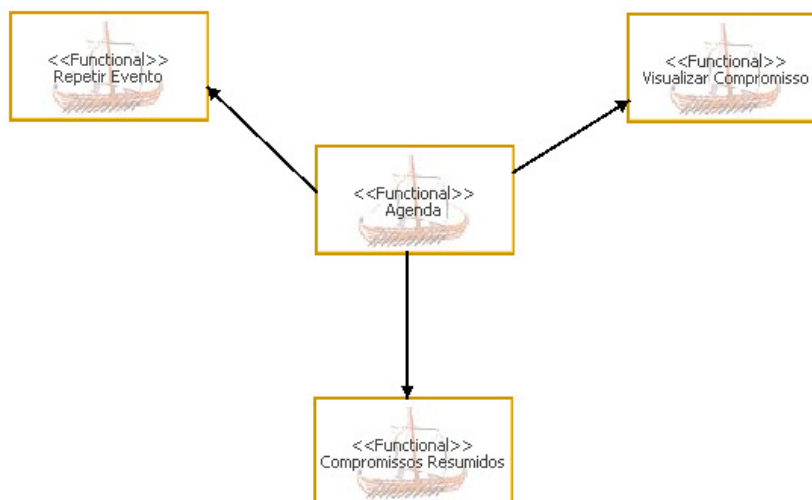 <<Functional>>
Repetir Evento
<<Functional>>
Visualizar Compromisso
<<Functional>>
Agenda
<<Functional>>
Compromissos Resumidos